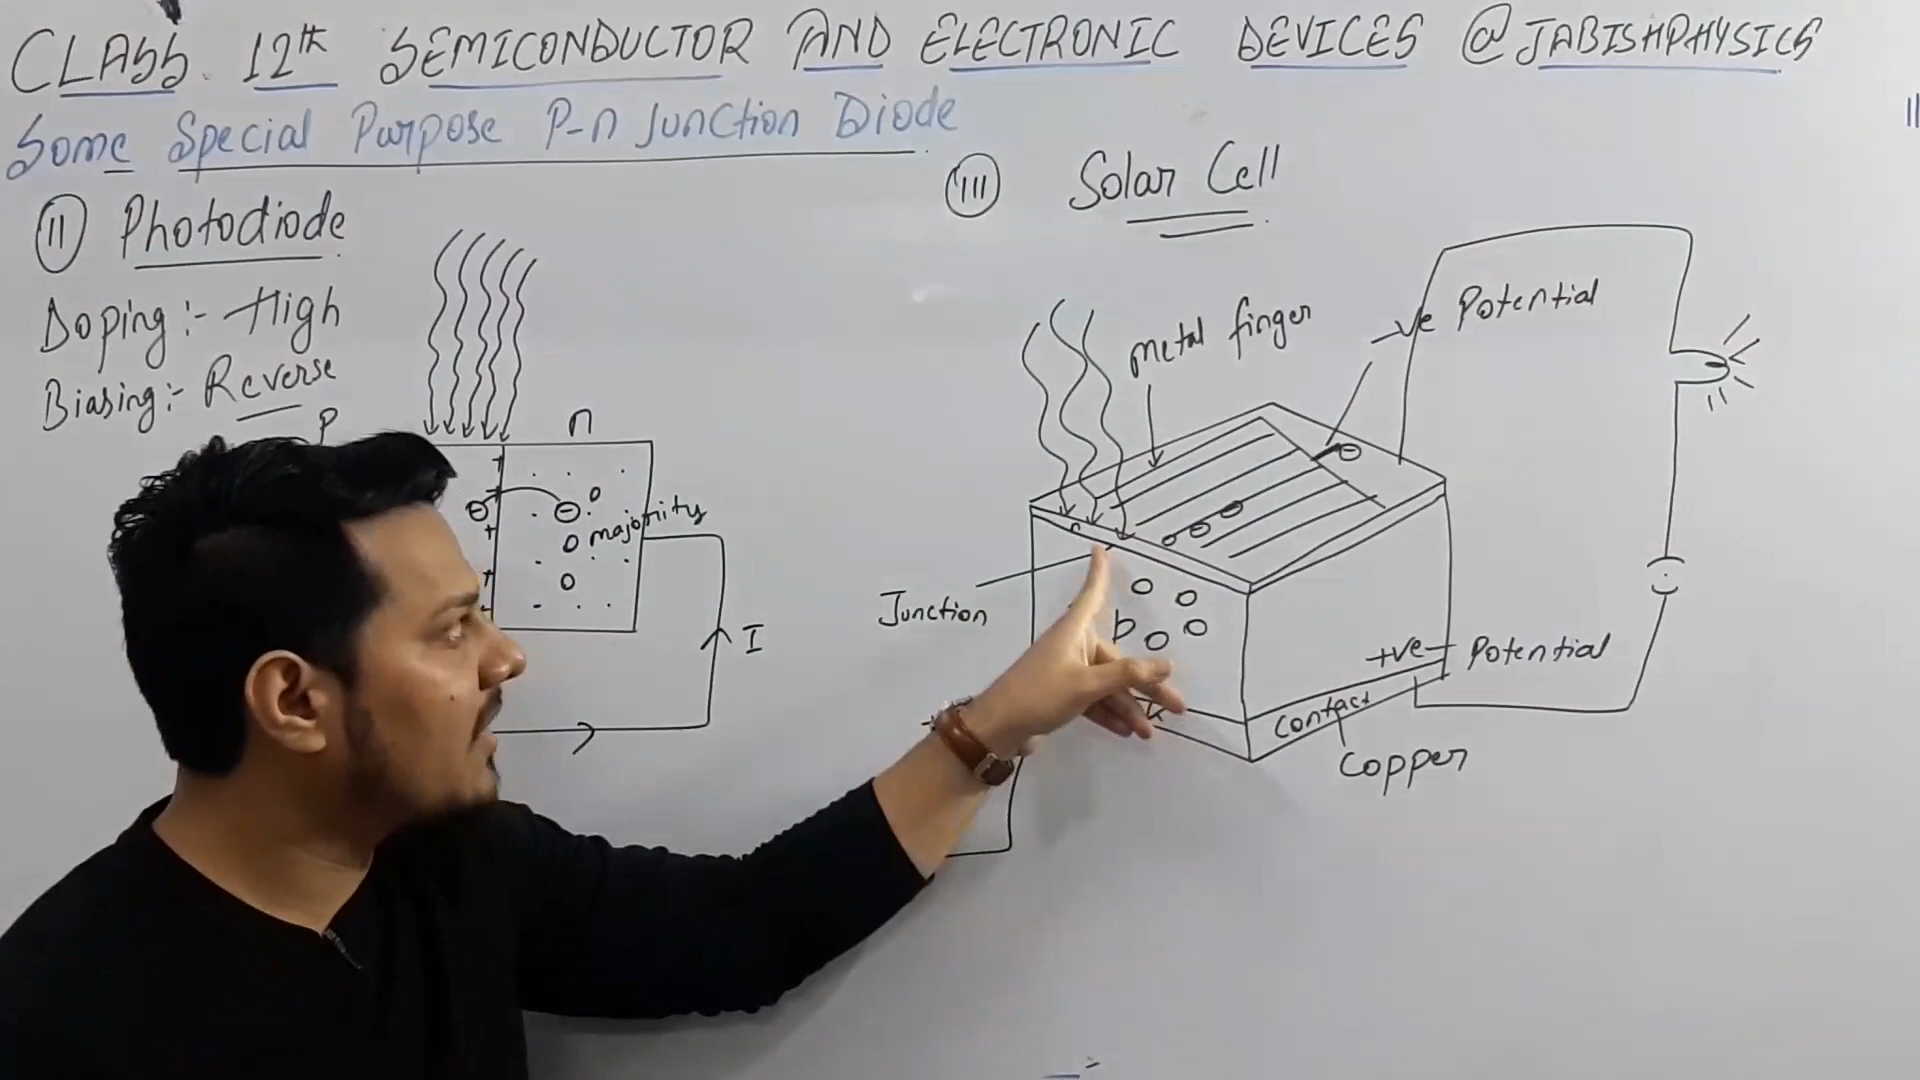 CLASS. 12th SEMICONDUCTOR AND ELECTRONIC DEVICES @JABISHPHYSICS
Some Special Purpose P-n Junction Diode
II Photodiode
Doping:- High
Biasing:- Reverse
P
n
majority
I
III Solar Cell
metal finger
-ve Potential
n
Junction
p
+ve Potential
Contact
Copper